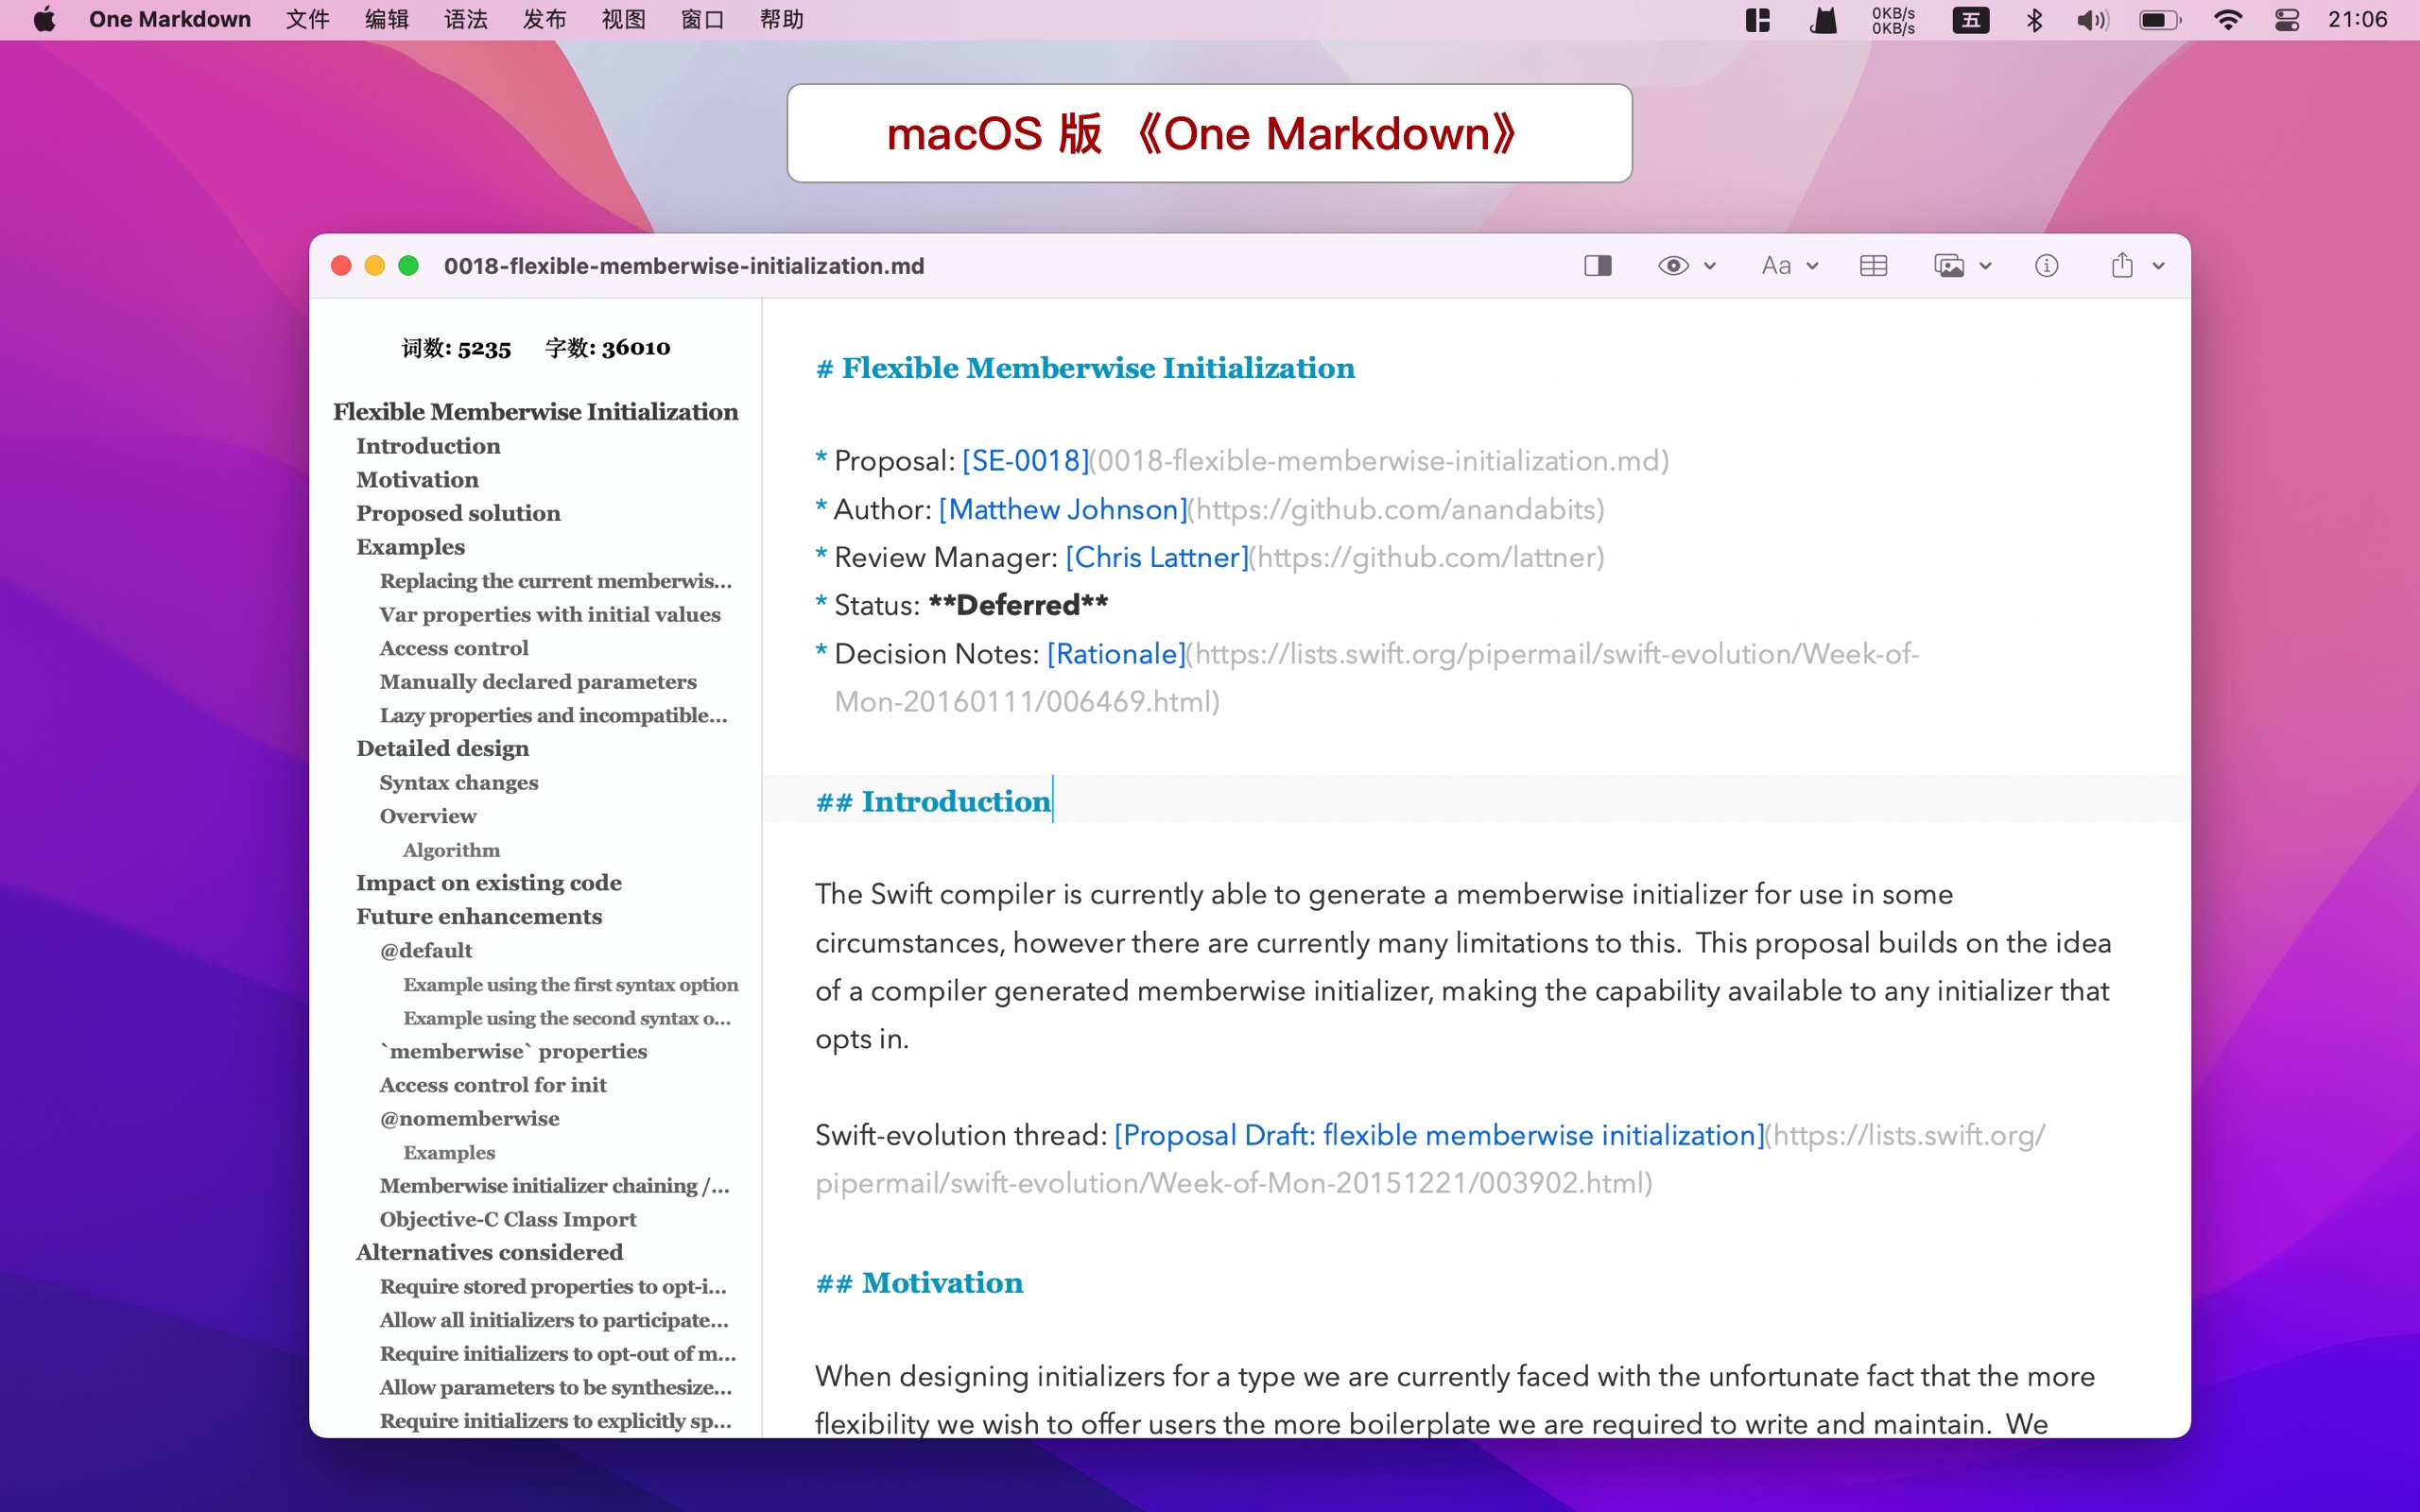 One Markdown 文件 编辑 语法 发布 视图 窗口 帮助 0KB/s 0KB/s 五 21:06
macOS 版 《One Markdown》
0018-flexible-memberwise-initialization.md Aa
词数: 5235 字数: 36010
Flexible Memberwise Initialization
Introduction
Motivation
Proposed solution
Examples
Replacing the current memberwis...
Var properties with initial values
Access control
Manually declared parameters
Lazy properties and incompatible...
Detailed design
Syntax changes
Overview
Algorithm
Impact on existing code
Future enhancements
@default
Example using the first syntax option
Example using the second syntax o...
`memberwise` properties
Access control for init
@nomemberwise
Examples
Memberwise initializer chaining /...
Objective-C Class Import
Alternatives considered
Require stored properties to opt-i...
Allow all initializers to participate...
Require initializers to opt-out of m...
Allow parameters to be synthesize...
Require initializers to explicitly sp...
# Flexible Memberwise Initialization
* Proposal: [SE-0018](0018-flexible-memberwise-initialization.md)
* Author: [Matthew Johnson](https://github.com/anandabits)
* Review Manager: [Chris Lattner](https://github.com/lattner)
* Status: **Deferred**
* Decision Notes: [Rationale](https://lists.swift.org/pipermail/swift-evolution/Week-of-
Mon-20160111/006469.html)
## Introduction
The Swift compiler is currently able to generate a memberwise initializer for use in some
circumstances, however there are currently many limitations to this.  This proposal builds on the idea
of a compiler generated memberwise initializer, making the capability available to any initializer that
opts in.
Swift-evolution thread: [Proposal Draft: flexible memberwise initialization](https://lists.swift.org/
pipermail/swift-evolution/Week-of-Mon-20151221/003902.html)
## Motivation
When designing initializers for a type we are currently faced with the unfortunate fact that the more
flexibility we wish to offer users the more boilerplate we are required to write and maintain.  We